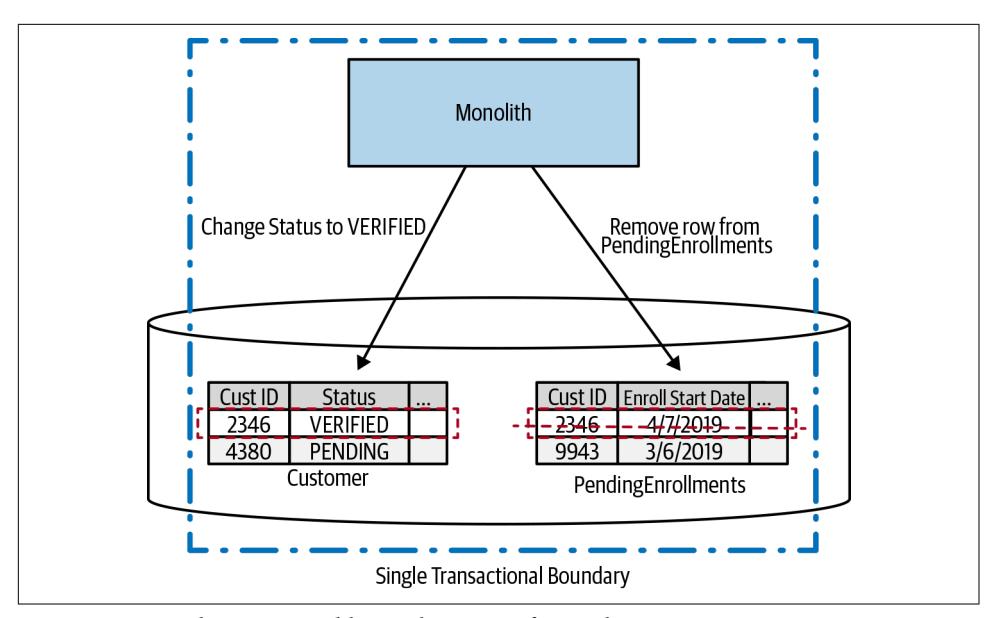 Monolith
Change Status to VERIFIED
Remove row from
PendingEnrollments
Cust ID Status ...
2346 VERIFIED
4380 PENDING
Customer
Cust ID Enroll Start Date ...
2346 4/7/2019
9943 3/6/2019
PendingEnrollments
Single Transactional Boundary